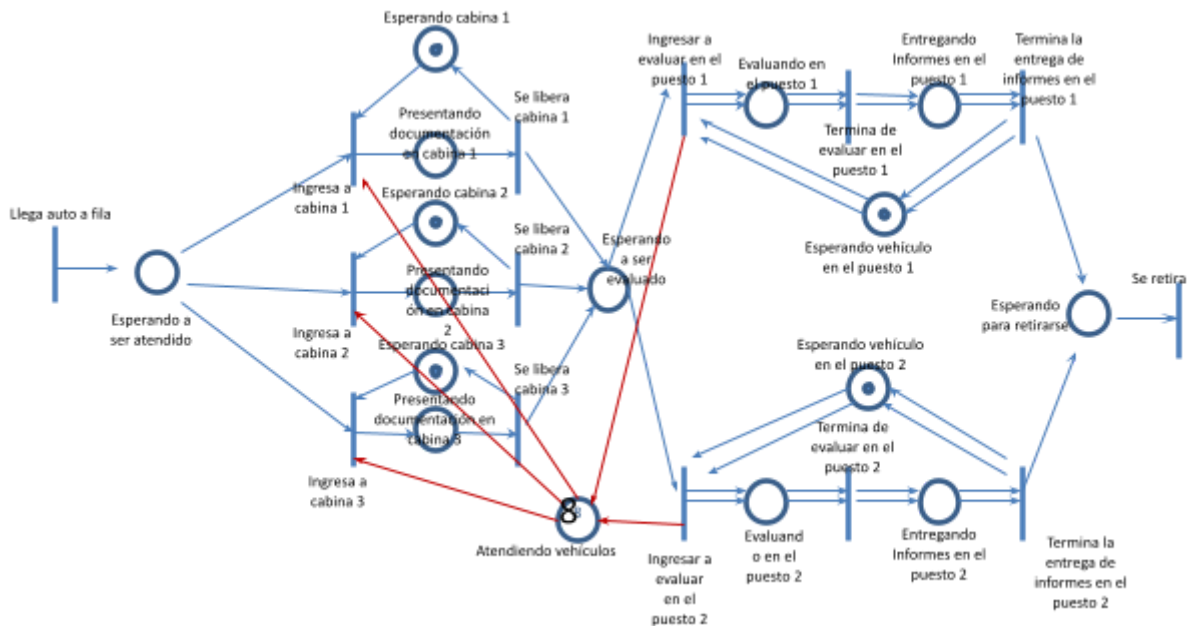 Llega auto a fila
Esperando a
ser atendido
Esperando cabina 1
Presentando
documentación
en cabina 1
Ingresa a
cabina 1
Se libera
cabina 1
Esperando cabina 2
Presentando
documentaci
ón en cabina
2
Ingresa a
cabina 2
Se libera
cabina 2
Esperando cabina 3
Presentando
documentación en
cabina 3
Ingresa a
cabina 3
Se libera
cabina 3
Esperando
a ser
evaluado
8
8
Atendiendo vehículos
Ingresar a
evaluar en el
puesto 1
Evaluando en
el puesto 1
Termina de
evaluar en el
puesto 1
Entregando
Informes en el
puesto 1
Termina la
entrega de
informes en el
puesto 1
Esperando vehículo
en el puesto 1
Esperando
para retirarse
Se retira
Esperando vehículo
en el puesto 2
Termina de
evaluar en el
puesto 2
Ingresar a
evaluar
en el
puesto 2
Evaluand
o en el
puesto 2
Entregando
Informes en el
puesto 2
Termina la
entrega de
informes en el
puesto 2